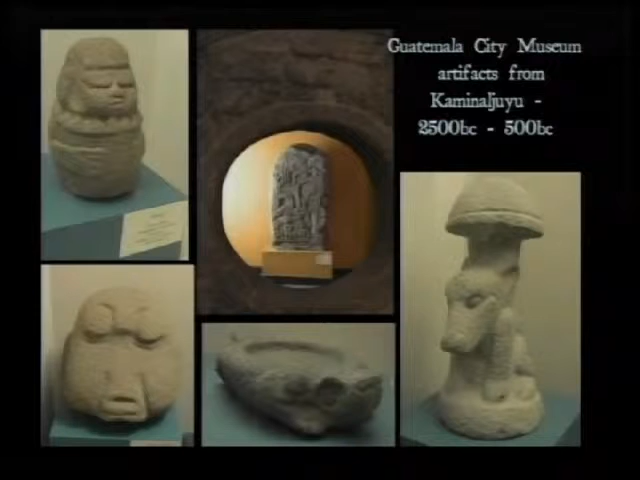 Guatemala City Museum
artifacts from
Kaminaljuyu -
2500bc - 500bc